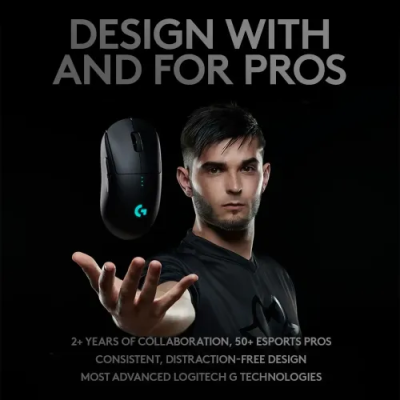 DESIGN WITH
AND FOR PROS
G
2+ YEARS OF COLLABORATION, 50+ ESPORTS PROS
CONSISTENT, DISTRACTION-FREE DESIGN
MOST ADVANCED LOGITECH G TECHNOLOGIES